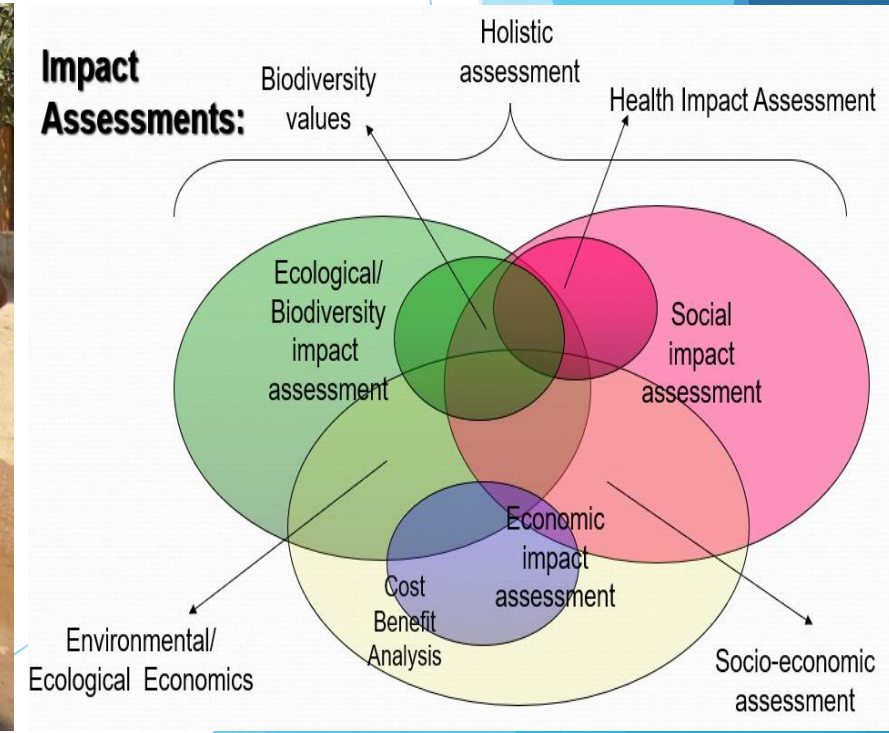 Impact
Assessments:
Holistic
assessment
Biodiversity
values
Health Impact Assessment
Ecological/
Biodiversity
impact
assessment
Social
impact
assessment
Economic
impact
assessment
Cost
Benefit
Analysis
Environmental/
Ecological Economics
Socio-economic
assessment